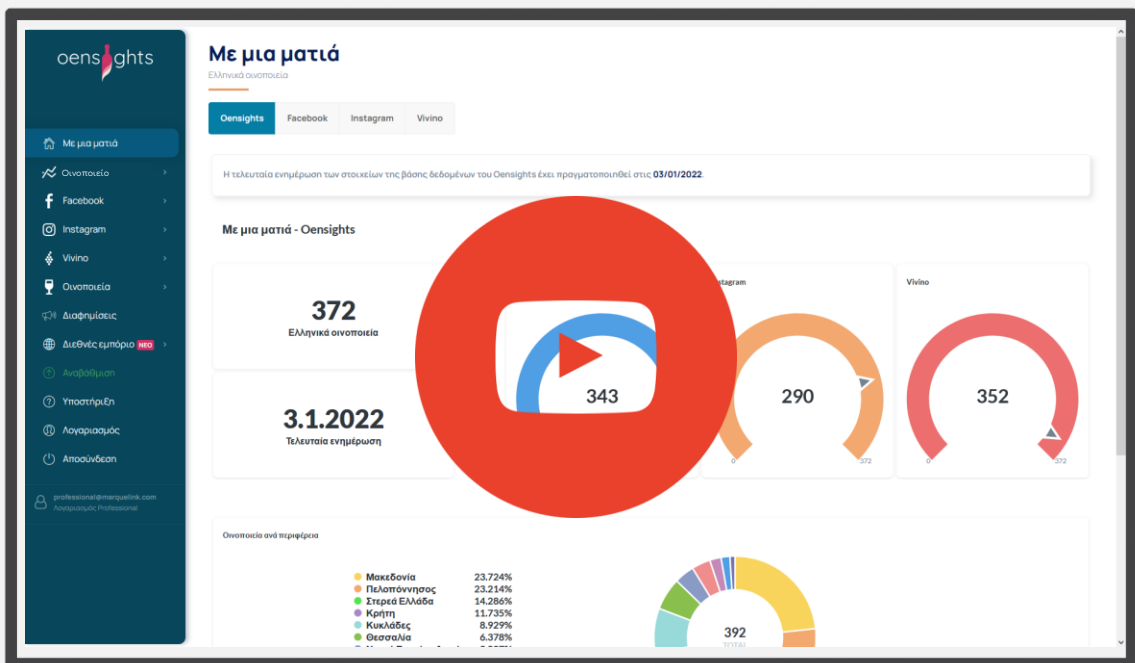 oensights
Με μια ματιά
Οινοποιείο
Facebook
Instagram
Vivino
Οινοποιεία
Διαφημίσεις
Διεθνές εμπόριο ΝΕΟ
Αναβάθμιση
Υποστήριξη
Λογαριασμός
Αποσύνδεση
professional@marquelink.com
Λογαριασμός Professional
Με μια ματιά
Ελληνικά οινοποιεία
Oensights Facebook Instagram Vivino
Η τελευταία ενημέρωση των στοιχείων της βάσης δεδομένων του Oensights έχει πραγματοποιηθεί στις 03/01/2022.
Με μια ματιά - Oensights
372
Ελληνικά οινοποιεία
3.1.2022
Τελευταία ενημέρωση
343
290
0 372
Vivino
352
0 372
Οινοποιεία ανά περιφέρεια
Μακεδονία 23.724%
Πελοπόννησος 23.214%
Στερεά Ελλάδα 14.286%
Κρήτη 11.735%
Κυκλάδες 8.929%
Θεσσαλία 6.378%
392
TOTAL